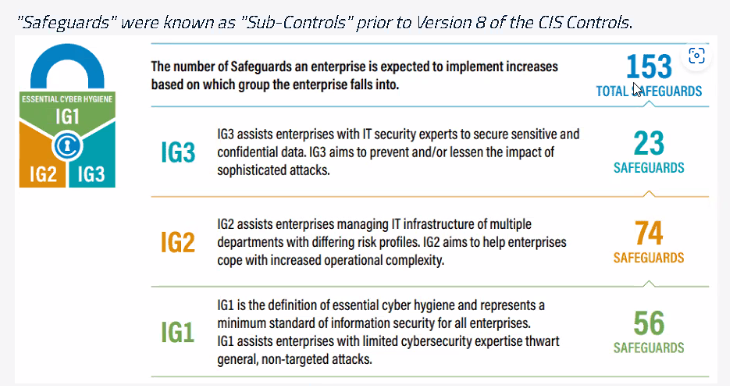 "Safeguards" were known as "Sub-Controls" prior to Version 8 of the CIS Controls.
The number of Safeguards an enterprise is expected to implement increases
based on which group the enterprise falls into.
153
TOTAL SAFEGUARDS
ESSENTIAL CYBER HYGIENE
IG1
IG2
IG3
IG3
IG3 assists enterprises with IT security experts to secure sensitive and
confidential data. IG3 aims to prevent and/or lessen the impact of
sophisticated attacks.
23
SAFEGUARDS
IG2
IG2 assists enterprises managing IT infrastructure of multiple
departments with differing risk profiles. IG2 aims to help enterprises
cope with increased operational complexity.
74
SAFEGUARDS
IG1
IG1 is the definition of essential cyber hygiene and represents a
minimum standard of information security for all enterprises.
IG1 assists enterprises with limited cybersecurity expertise thwart
general, non-targeted attacks.
56
SAFEGUARDS